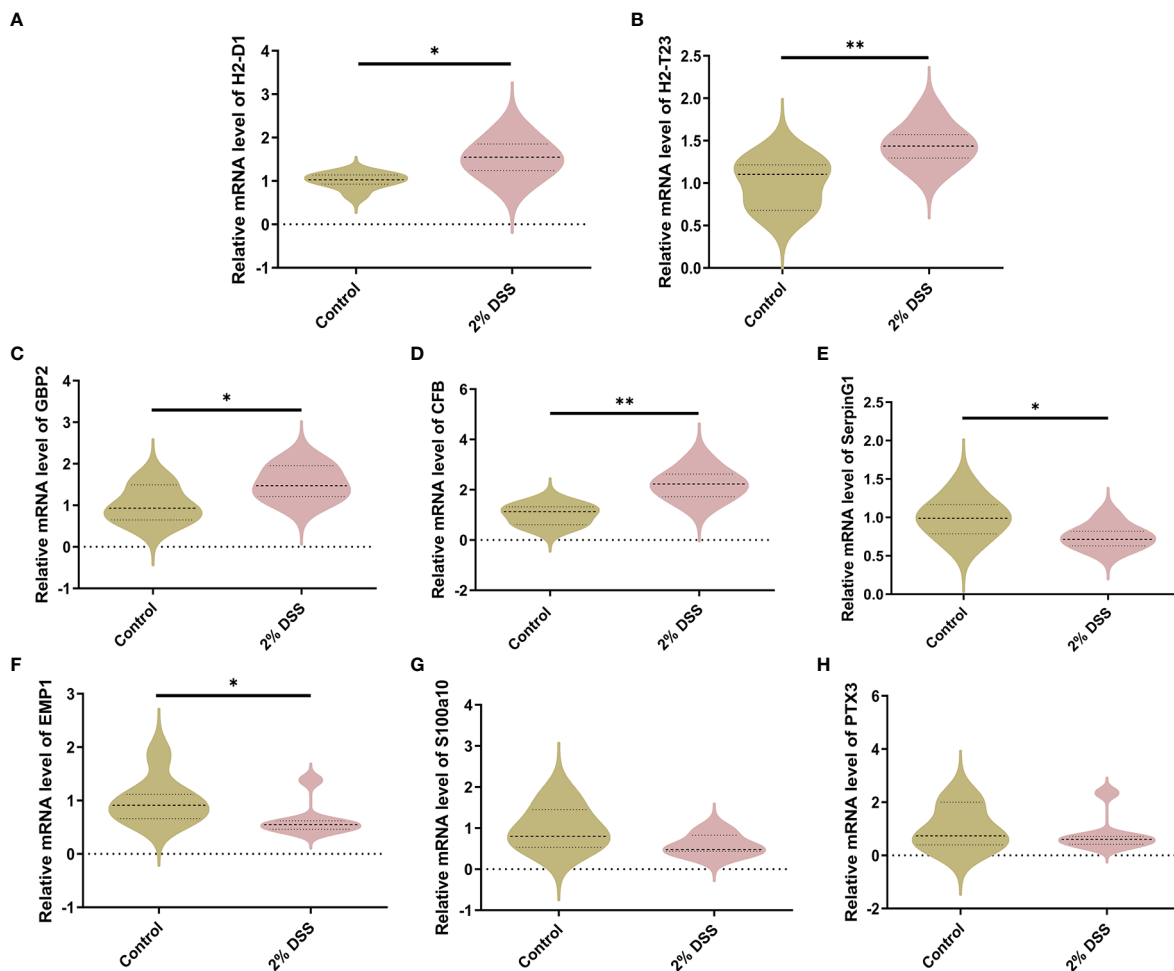 A
Relative mRNA level of H2-D1
4
3
2
1
0
-1
*
Control
2% DSS
B
Relative mRNA level of H2-T23
2.5
2.0
1.5
1.0
0.5
0.0
**
Control
2% DSS
C
Relative mRNA level of GBP2
4
3
2
1
0
-1
*
Control
2% DSS
D
Relative mRNA level of CFB
6
4
2
0
-2
**
Control
2% DSS
E
Relative mRNA level of SerpinG1
2.5
2.0
1.5
1.0
0.5
0.0
*
Control
2% DSS
F
Relative mRNA level of EMP1
3
2
1
0
-1
*
Control
2% DSS
G
Relative mRNA level of S100a10
4
3
2
1
0
-1
Control
2% DSS
H
Relative mRNA level of PTX3
6
4
2
0
-2
Control
2% DSS